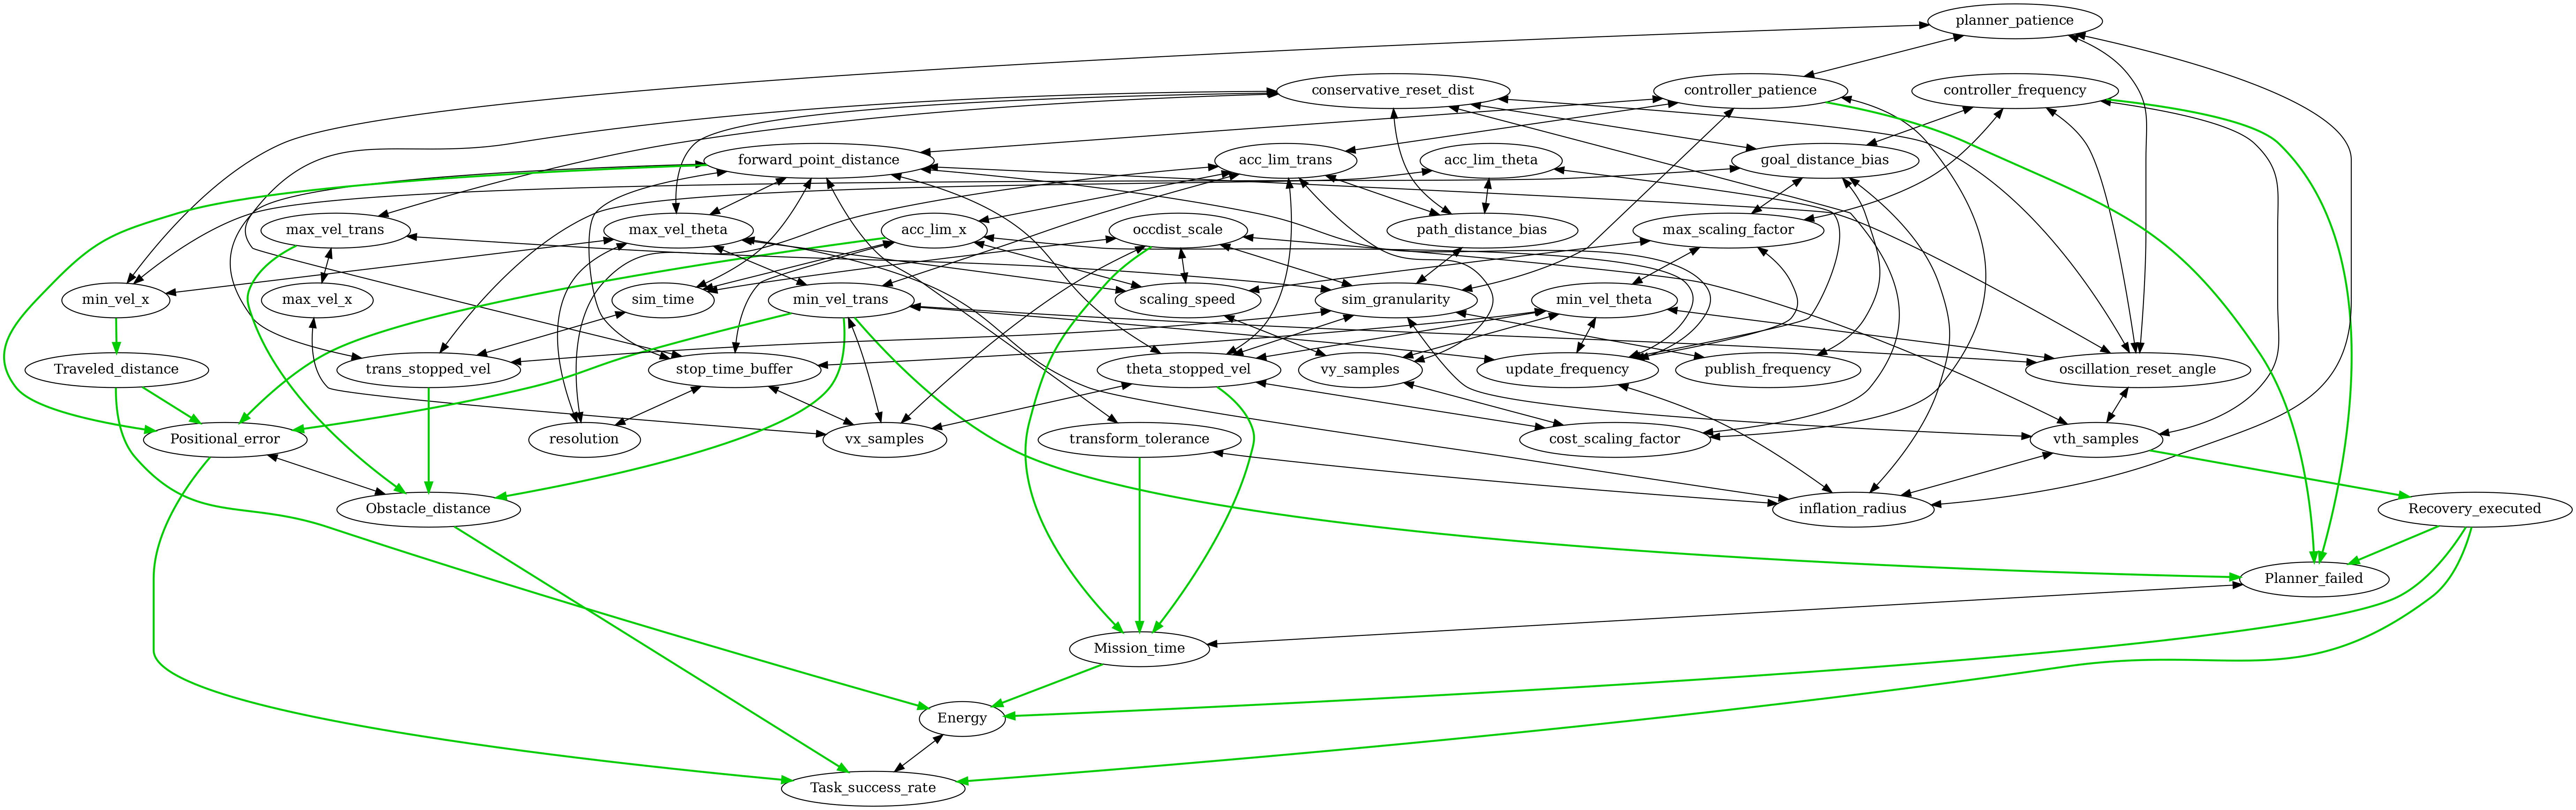 planner_patience
conservative_reset_dist
controller_patience
controller_frequency
forward_point_distance
acc_lim_trans
acc_lim_theta
goal_distance_bias
max_vel_trans
max_vel_theta
acc_lim_x
occdist_scale
path_distance_bias
max_scaling_factor
min_vel_x
max_vel_x
sim_time
min_vel_trans
scaling_speed
sim_granularity
min_vel_theta
Traveled_distance
trans_stopped_vel
stop_time_buffer
theta_stopped_vel
vy_samples
update_frequency
publish_frequency
oscillation_reset_angle
Positional_error
resolution
vx_samples
transform_tolerance
cost_scaling_factor
vth_samples
Obstacle_distance
inflation_radius
Recovery_executed
Planner_failed
Mission_time
Energy
Task_success_rate